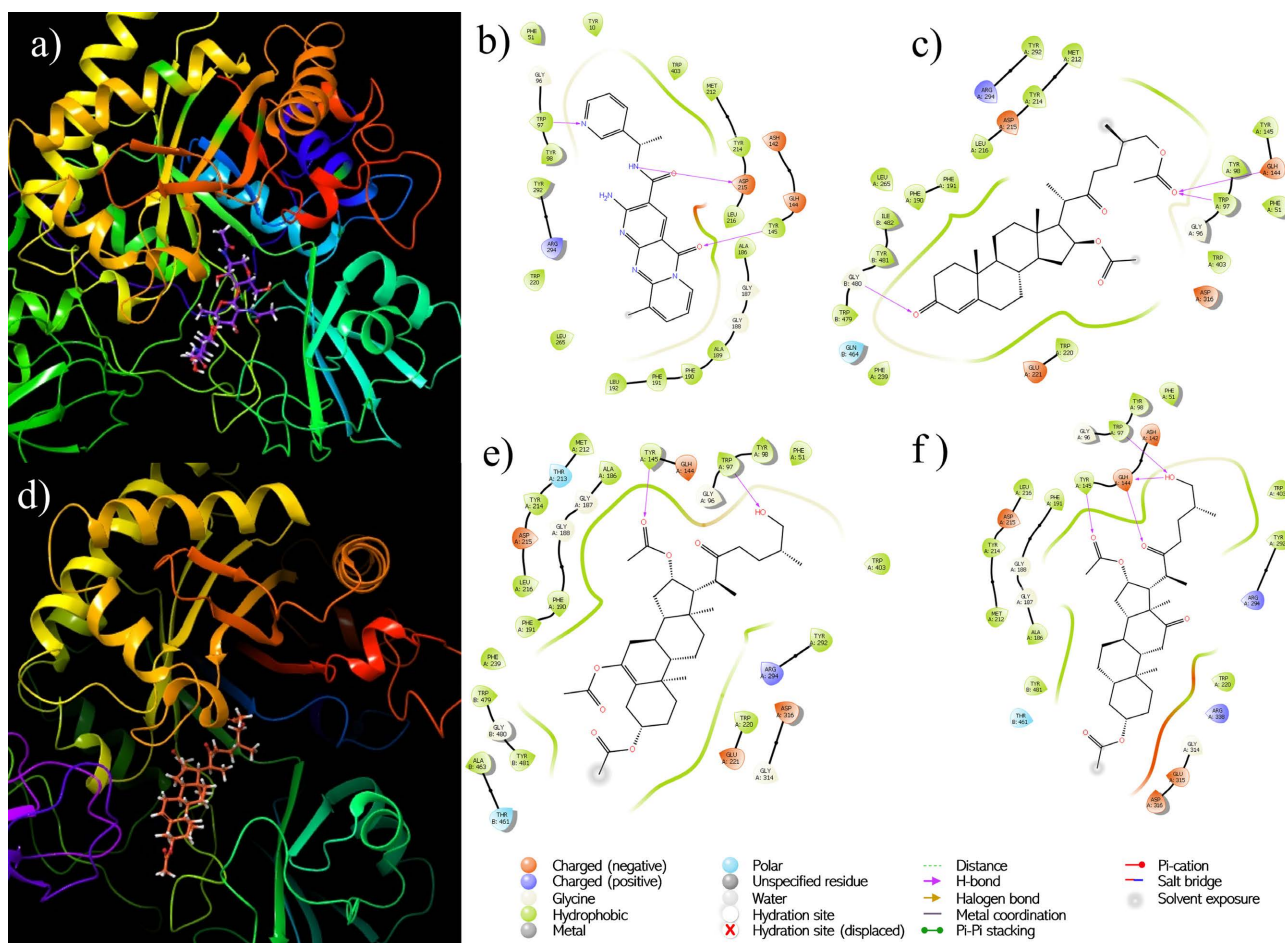 a)
b)
PHE
51
TYR
10
GLY
96
TRP
403
MET
212
TRP
97
TYR
98
TYR
214
ASH
142
ASP
215
GLH
144
TYR
292
ARG
294
LEU
216
TYR
145
TRP
220
ALA
186
GLY
187
GLY
188
LEU
265
ALA
189
LEU
192
PHE
191
PHE
190
N
HN
O
H₂N
N
N
N
O
c)
TYR
A: 292
MET
A: 212
ARG
A: 294
TYR
A: 214
ASP
A: 215
LEU
A: 216
TYR
A: 145
TYR
A: 98
GLH
A: 144
TRP
A: 97
PHE
A: 51
GLY
A: 96
TRP
A: 403
ASP
A: 316
LEU
A: 265
PHE
A: 190
PHE
A: 191
ILE
B: 482
TYR
B: 481
GLY
B: 480
TRP
B: 479
GLN
B: 464
PHE
A: 239
TRP
A: 220
GLU
A: 221
O
O
O
O
O
O
d)
e)
MET
A: 212
THR
A: 213
ALA
A: 186
TYR
A: 145
GLH
A: 144
TRP
A: 97
TYR
A: 98
PHE
A: 51
GLY
A: 96
TYR
A: 214
GLY
A: 187
ASP
A: 215
GLY
A: 188
LEU
A: 216
PHE
A: 190
PHE
A: 191
TRP
A: 403
PHE
A: 239
TYR
A: 292
ARG
A: 294
TRP
B: 479
GLY
B: 480
TYR
B: 481
ALA
B: 463
THR
B: 461
TRP
A: 220
GLU
A: 221
ASP
A: 316
GLY
A: 314
HO
O
O
O
O
O
O
O
f)
PHE
A: 51
TYR
A: 98
TRP
A: 97
GLY
A: 96
ASH
A: 142
GLH
A: 144
TYR
A: 145
LEU
A: 216
PHE
A: 191
ASP
A: 215
TYR
A: 214
GLY
A: 188
GLY
A: 187
MET
A: 212
ALA
A: 186
TRP
A: 403
TYR
A: 292
ARG
A: 294
TYR
B: 481
THR
B: 461
TRP
A: 220
ARG
A: 338
GLY
A: 314
GLU
A: 315
ASP
A: 316
HO
O
O
O
O
O
O
Charged (negative)
Charged (positive)
Glycine
Hydrophobic
Metal
Polar
Unspecified residue
Water
Hydration site
X Hydration site (displaced)
Distance
H-bond
Halogen bond
Metal coordination
Pi-Pi stacking
Pi-cation
Salt bridge
Solvent exposure